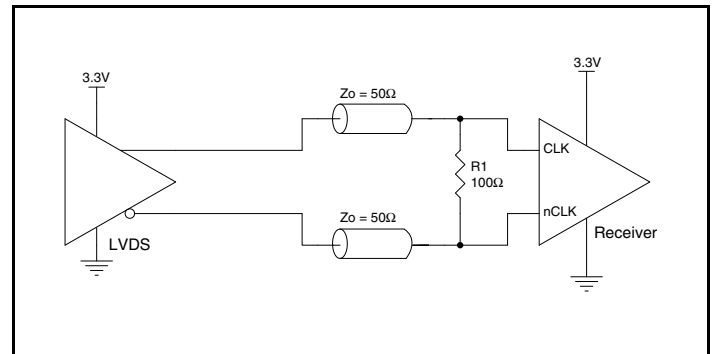 3.3V
3.3V
Zo = 50Ω
CLK
R1
100Ω
Zo = 50Ω
nCLK
Receiver
LVDS